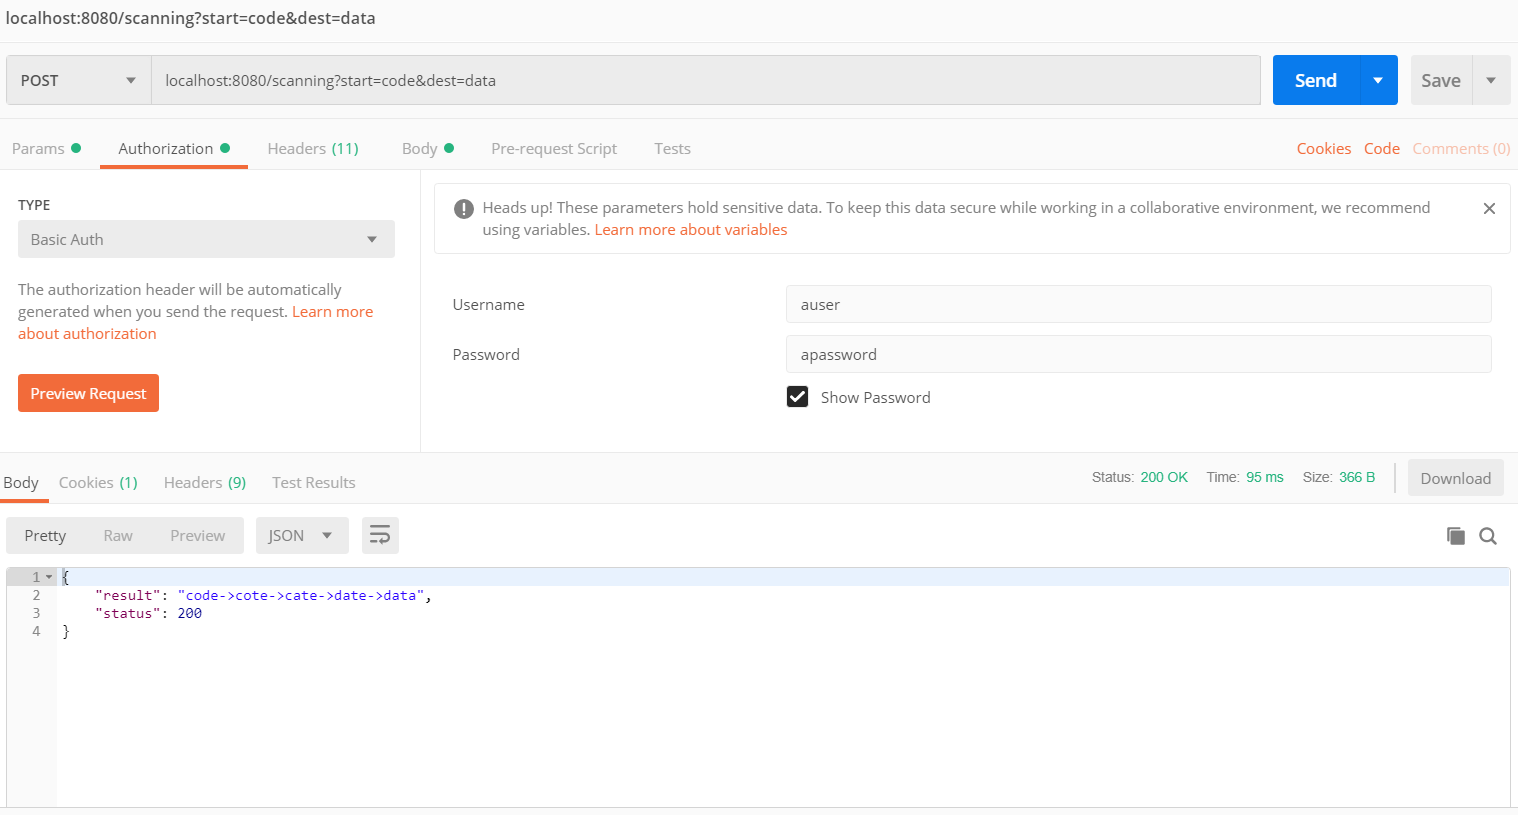 localhost:8080/scanning?start=code&dest=data
POST localhost:8080/scanning?start=code&dest=data Send Save
Params Authorization Headers (11) Body Pre-request Script Tests Cookies Code Comments (0)
TYPE
Basic Auth
The authorization header will be automatically
generated when you send the request. Learn more
about authorization
Preview Request
Heads up! These parameters hold sensitive data. To keep this data secure while working in a collaborative environment, we recommend
using variables. Learn more about variables
Username auser
Password apassword
Show Password
Body Cookies (1) Headers (9) Test Results Status: 200 OK Time: 95 ms Size: 366 B Download
Pretty Raw Preview JSON
1 {
2 "result": "code->cote->cate->date->data",
3 "status": 200
4 }